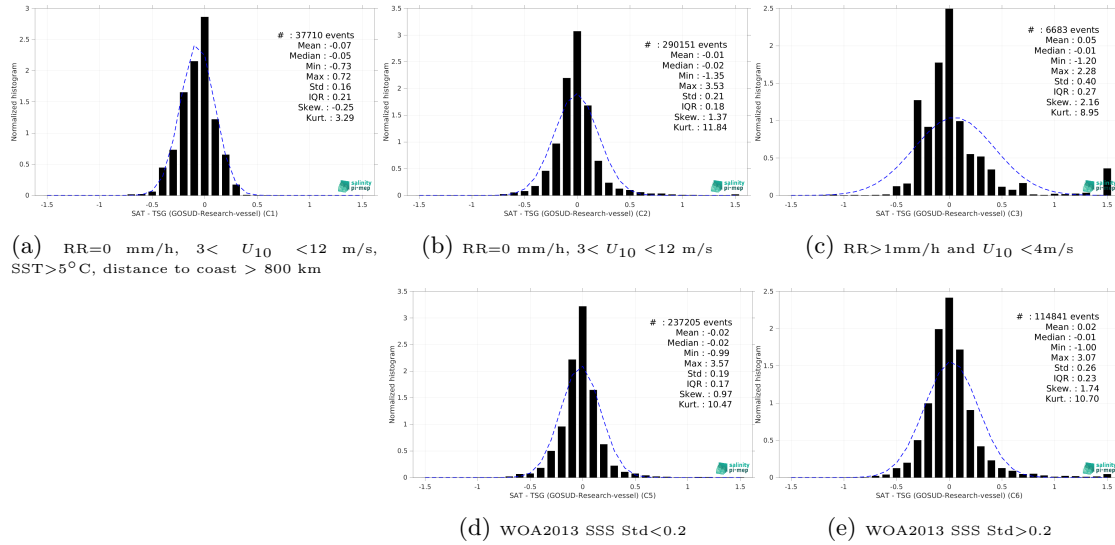 3
2.5
2
1.5
1
0.5
0
Normalized histogram
# : 37710 events
Mean : -0.07
Median : -0.05
Min : -0.73
Max : 0.72
Std : 0.16
IQR : 0.21
Skew. : -0.25
Kurt. : 3.29
salinity
pi-mep
-1.5 -1 -0.5 0 0.5 1 1.5
SAT - TSG (GOSUD-Research-vessel) (C1)
(a) RR=0 mm/h, 3< U10 <12 m/s,
SST>5°C, distance to coast > 800 km
3.5
3
2.5
2
1.5
1
0.5
0
Normalized histogram
# : 290151 events
Mean : -0.01
Median : -0.02
Min : -1.35
Max : 3.53
Std : 0.21
IQR : 0.18
Skew. : 1.37
Kurt. : 11.84
salinity
pi-mep
-1.5 -1 -0.5 0 0.5 1 1.5
SAT - TSG (GOSUD-Research-vessel) (C2)
(b) RR=0 mm/h, 3< U10 <12 m/s
2.5
2
1.5
1
0.5
0
Normalized histogram
# : 6683 events
Mean : 0.05
Median : -0.01
Min : -1.20
Max : 2.28
Std : 0.40
IQR : 0.27
Skew. : 2.16
Kurt. : 8.95
salinity
pi-mep
-1.5 -1 -0.5 0 0.5 1 1.5
SAT - TSG (GOSUD-Research-vessel) (C3)
(c) RR>1mm/h and U10 <4m/s
3.5
3
2.5
2
1.5
1
0.5
0
Normalized histogram
# : 237205 events
Mean : -0.02
Median : -0.02
Min : -0.99
Max : 3.57
Std : 0.19
IQR : 0.17
Skew. : 0.97
Kurt. : 10.47
salinity
pi-mep
-1.5 -1 -0.5 0 0.5 1 1.5
SAT - TSG (GOSUD-Research-vessel) (C5)
(d) WOA2013 SSS Std<0.2
2.5
2
1.5
1
0.5
0
Normalized histogram
# : 114841 events
Mean : 0.02
Median : -0.01
Min : -1.00
Max : 3.07
Std : 0.26
IQR : 0.23
Skew. : 1.74
Kurt. : 10.70
salinity
pi-mep
-1.5 -1 -0.5 0 0.5 1 1.5
SAT - TSG (GOSUD-Research-vessel) (C6)
(e) WOA2013 SSS Std>0.2